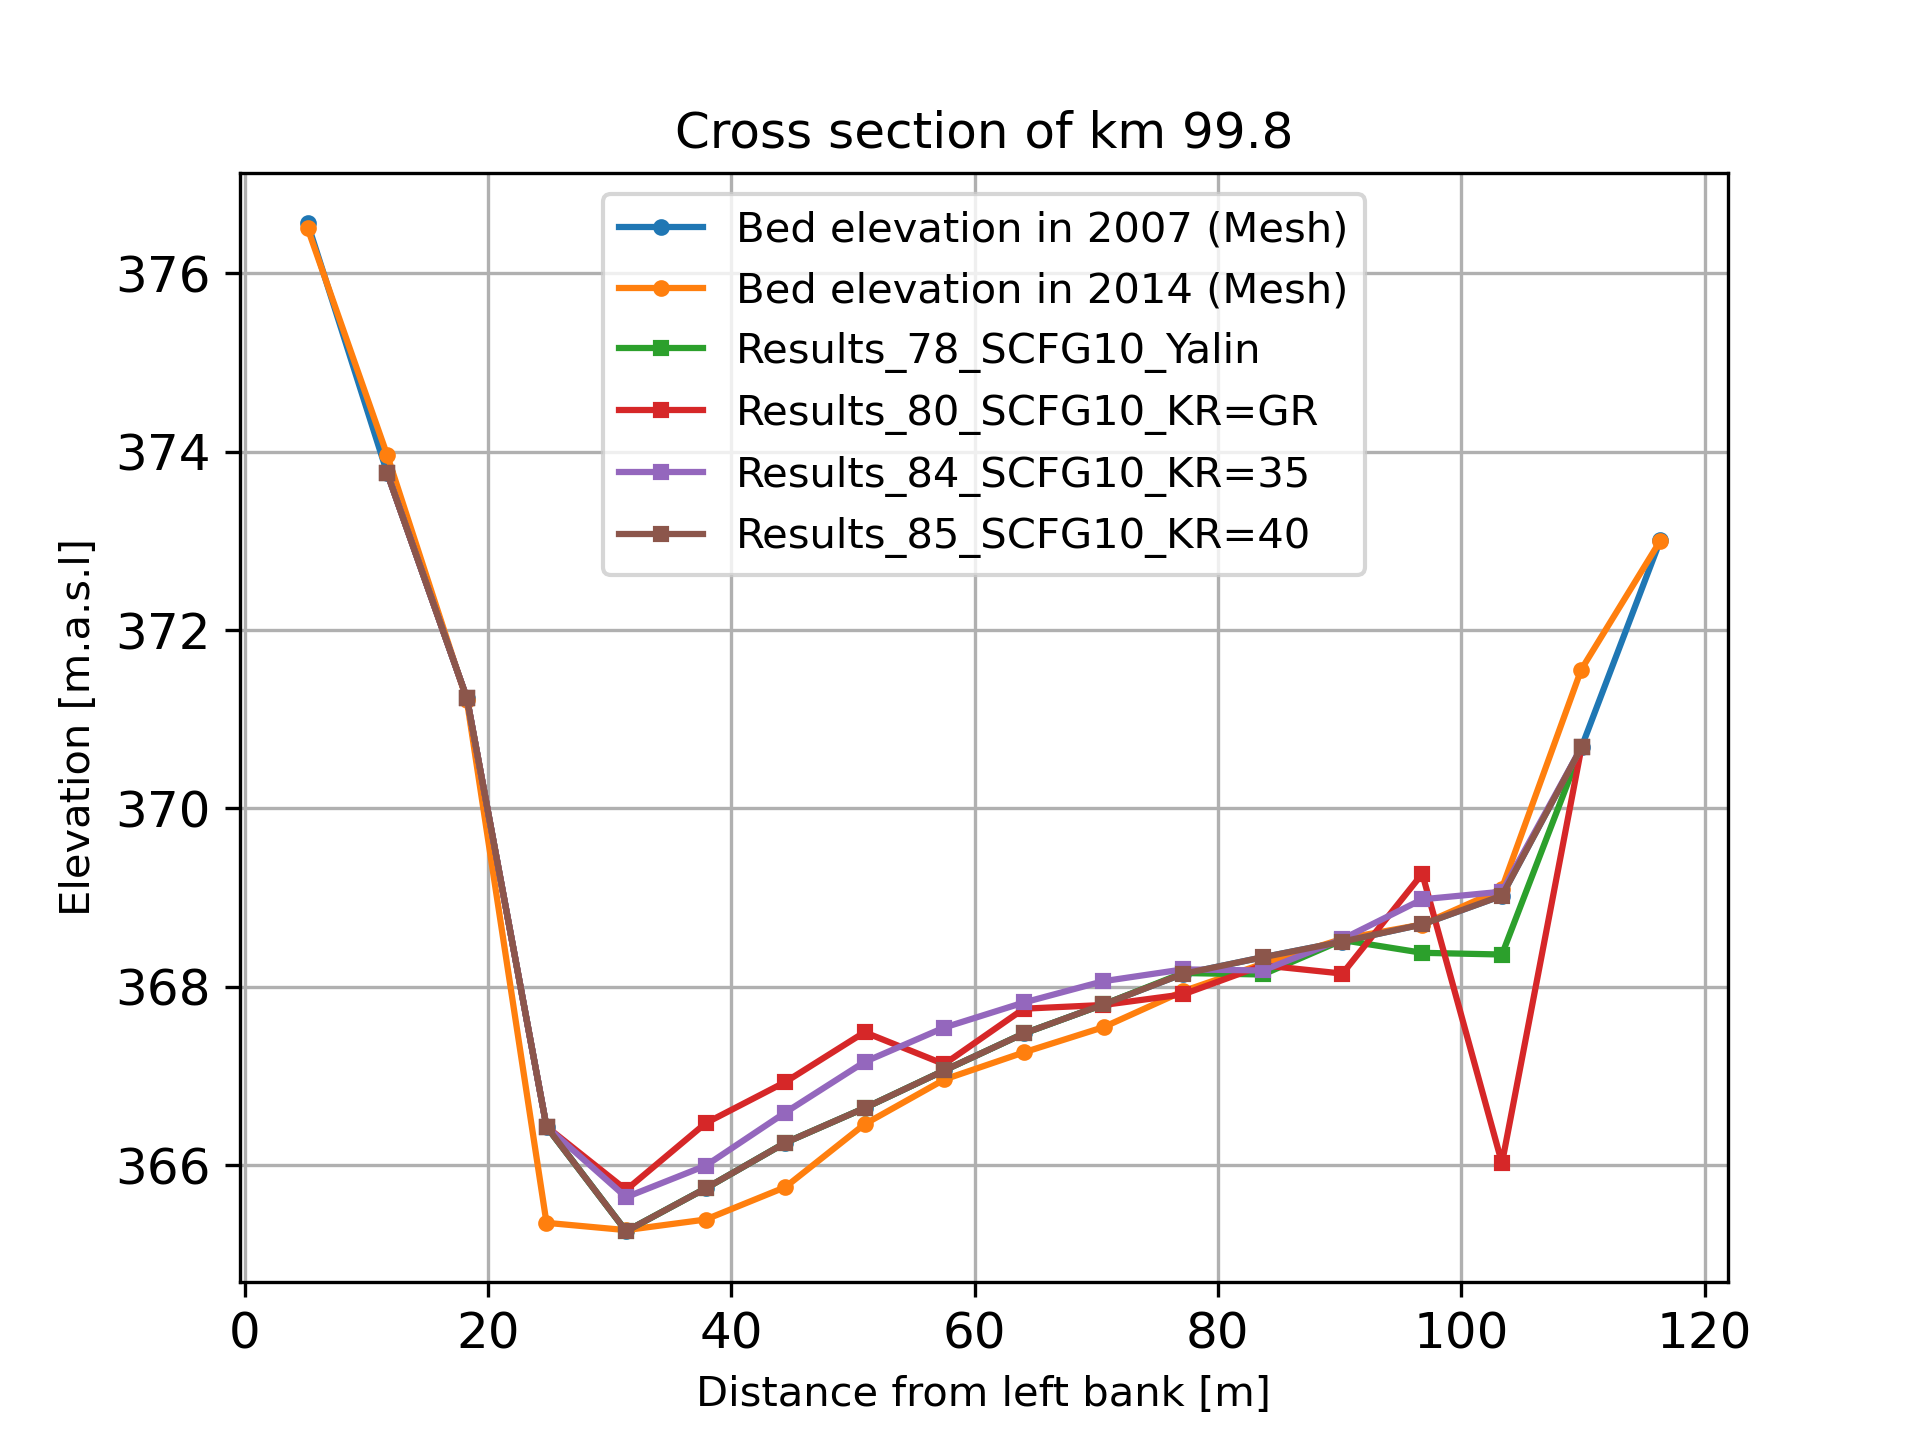 Cross section of km 99.8
Bed elevation in 2007 (Mesh)
Bed elevation in 2014 (Mesh)
Results_78_SCFG10_Yalin
Results_80_SCFG10_KR=GR
Results_84_SCFG10_KR=35
Results_85_SCFG10_KR=40
Elevation [m.a.s.l]
376
374
372
370
368
366
0 20 40 60 80 100 120
Distance from left bank [m]